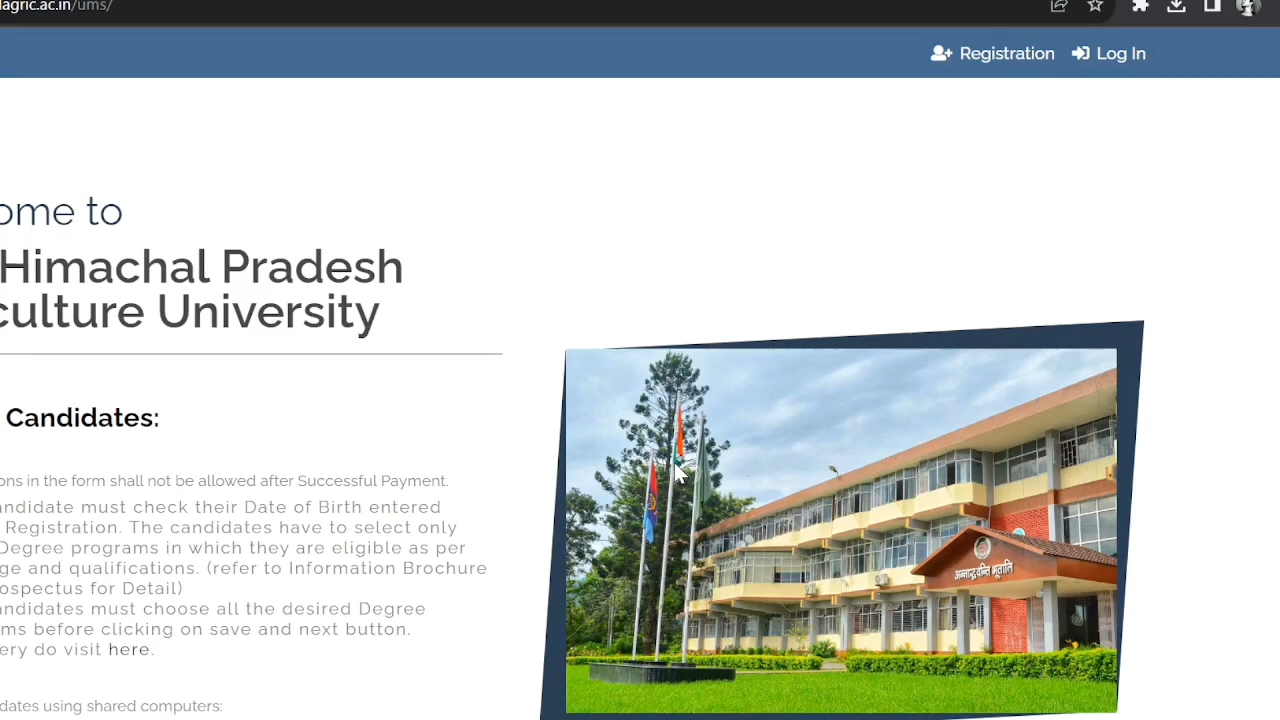 lagric.ac.in/ums/
Registration Log In
ome to
Himachal Pradesh
culture University
Candidates:
ons in the form shall not be allowed after Successful Payment.
andidate must check their Date of Birth entered
Registration. The candidates have to select only
Degree programs in which they are eligible as per
ge and qualifications. (refer to Information Brochure
ospectus for Detail)
andidates must choose all the desired Degree
ms before clicking on save and next button.
ery do visit here.
dates using shared computers:
अन्नाद्भवन्ति भूतानि